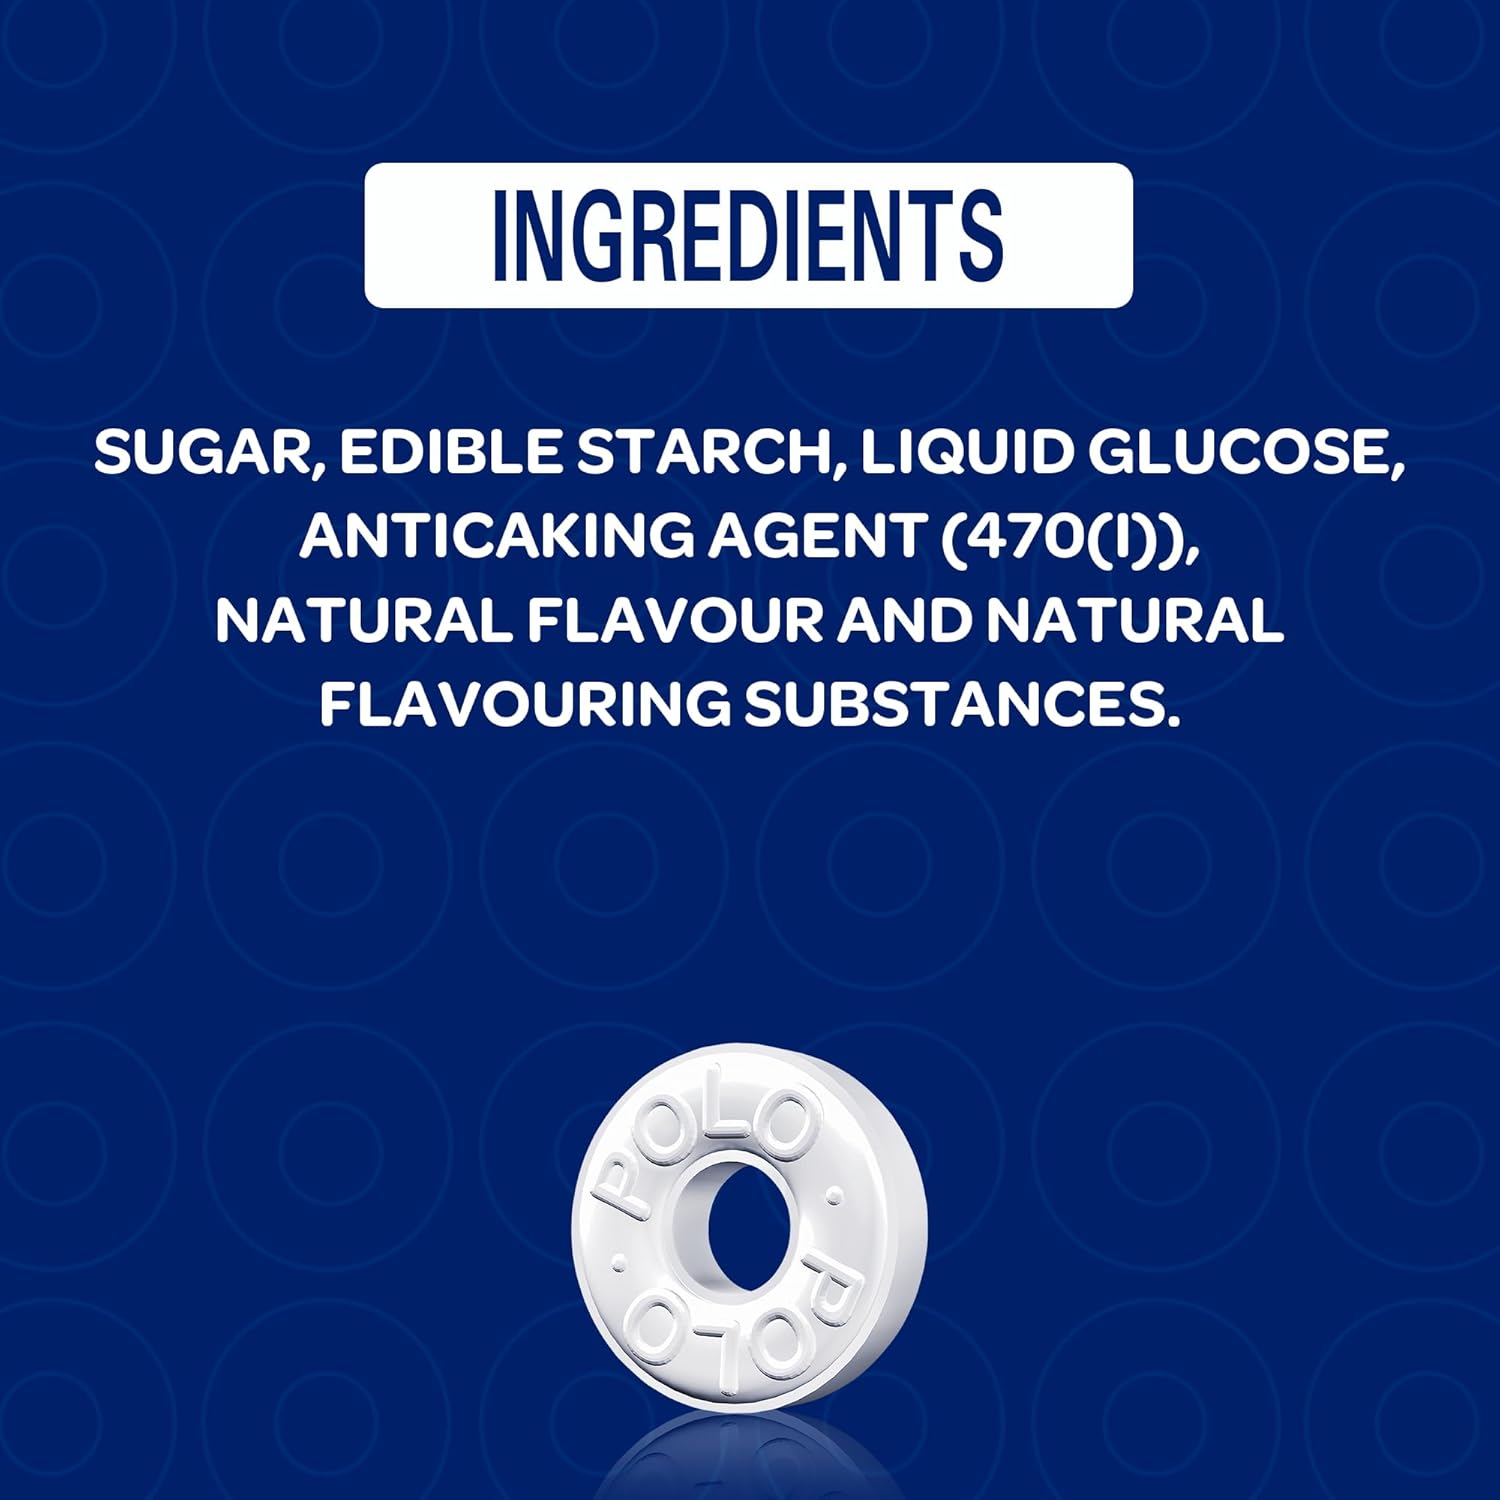 INGREDIENTS
SUGAR, EDIBLE STARCH, LIQUID GLUCOSE,
ANTICAKING AGENT (470(I)),
NATURAL FLAVOUR AND NATURAL
FLAVOURING SUBSTANCES.
POLO
POLO